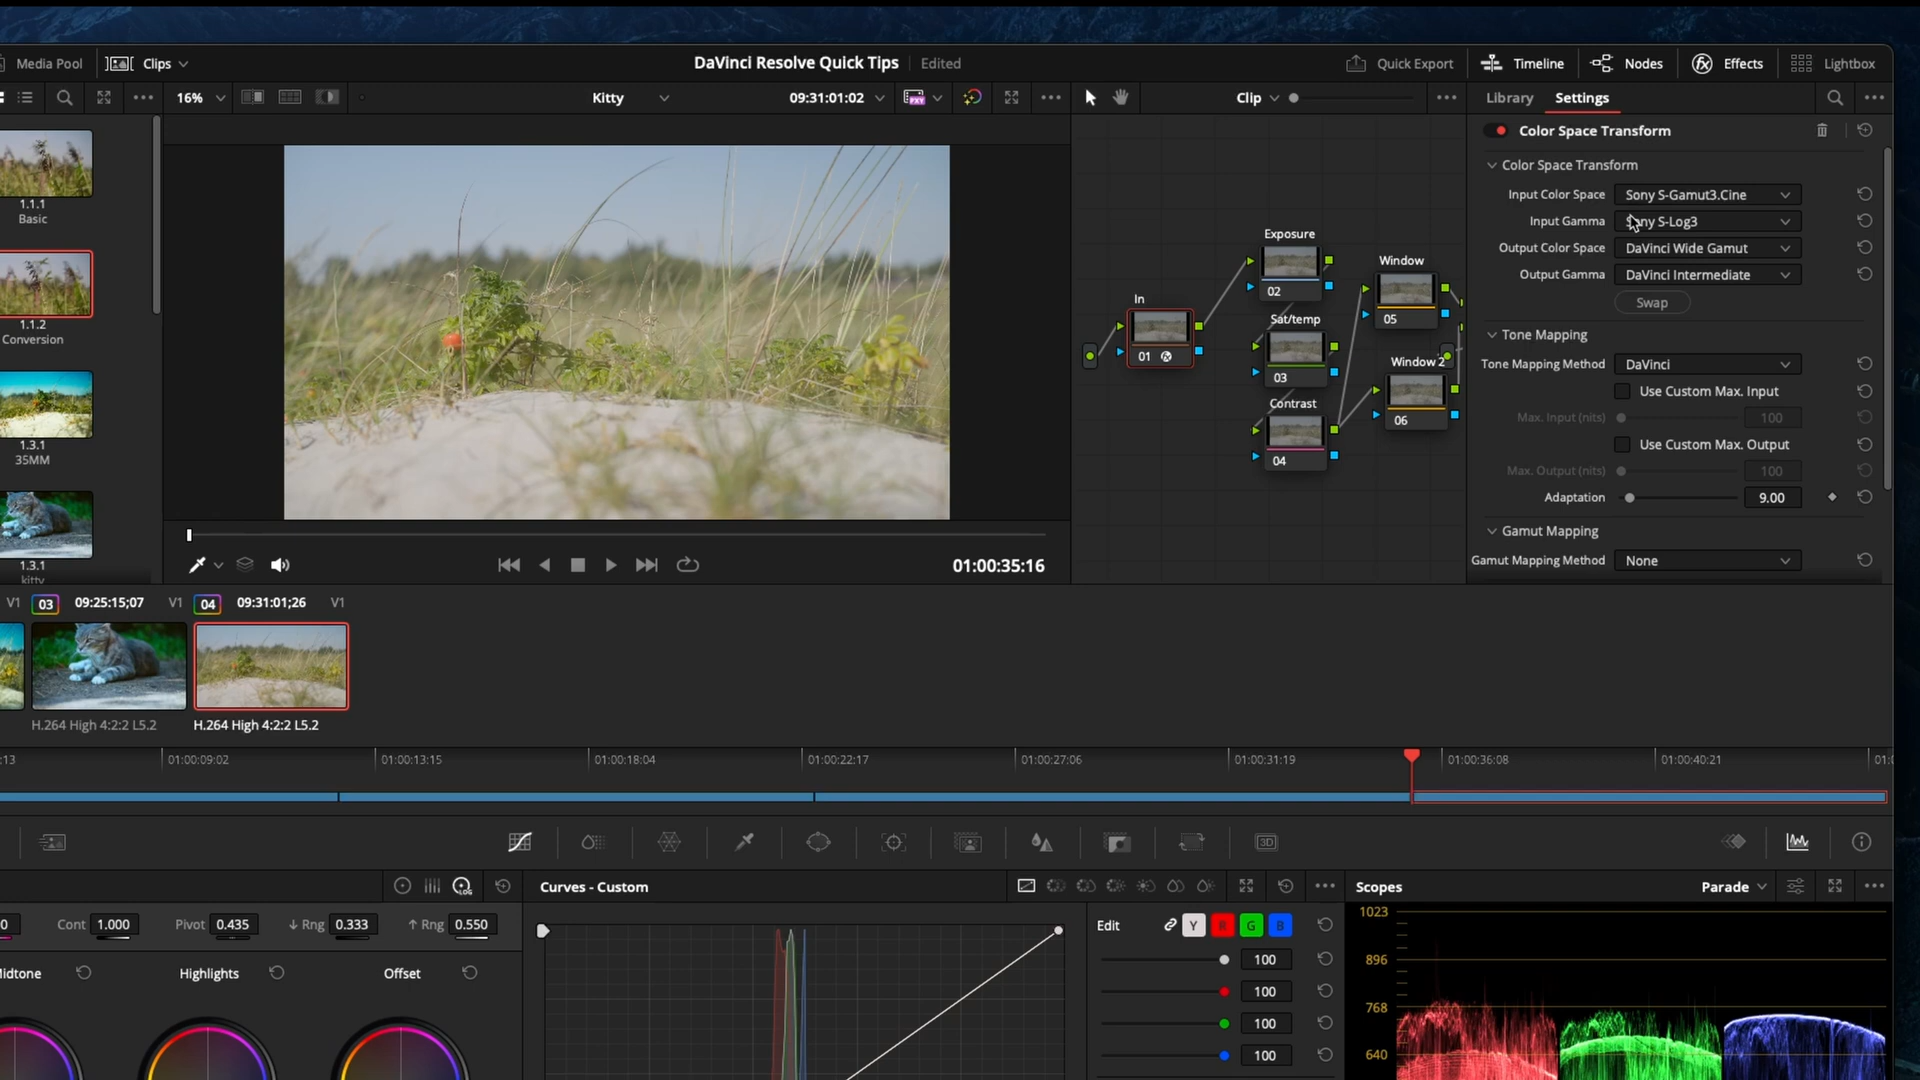 Media Pool
Clips
DaVinci Resolve Quick Tips
Edited
Quick Export
Timeline
Nodes
Effects
Lightbox
16%
Kitty
09:31:01:02
Clip
Library
Settings
1.1.1
Basic
1.1.2
Conversion
1.3.1
35MM
1.3.1
kitty
01:00:35:16
In
01
Exposure
02
Sat/temp
03
Contrast
04
Window
05
Window 2
06
Color Space Transform
Color Space Transform
Input Color Space Sony S-Gamut3.Cine
Input Gamma Sony S-Log3
Output Color Space DaVinci Wide Gamut
Output Gamma DaVinci Intermediate
Swap
Tone Mapping
Tone Mapping Method DaVinci
Use Custom Max. Input
Max. Input (nits) 100
Use Custom Max. Output
Max. Output (nits) 100
Adaptation 9.00
Gamut Mapping
Gamut Mapping Method None
V1 03 09:25:15;07 V1 04 09:31:01;26 V1
H.264 High 4:2:2 L5.2
H.264 High 4:2:2 L5.2
:13 01:00:09:02 01:00:13:15 01:00:18:04 01:00:22:17 01:00:27:06 01:00:31:19 01:00:36:08 01:00:40:21
3D
LOG
Curves - Custom
Scopes
Parade
0 Cont 1.000 Pivot 0.435 ↓ Rng 0.333 ↑ Rng 0.550
idtone
Highlights
Offset
Edit
Y R G B
100
100
100
100
1023
896
768
640